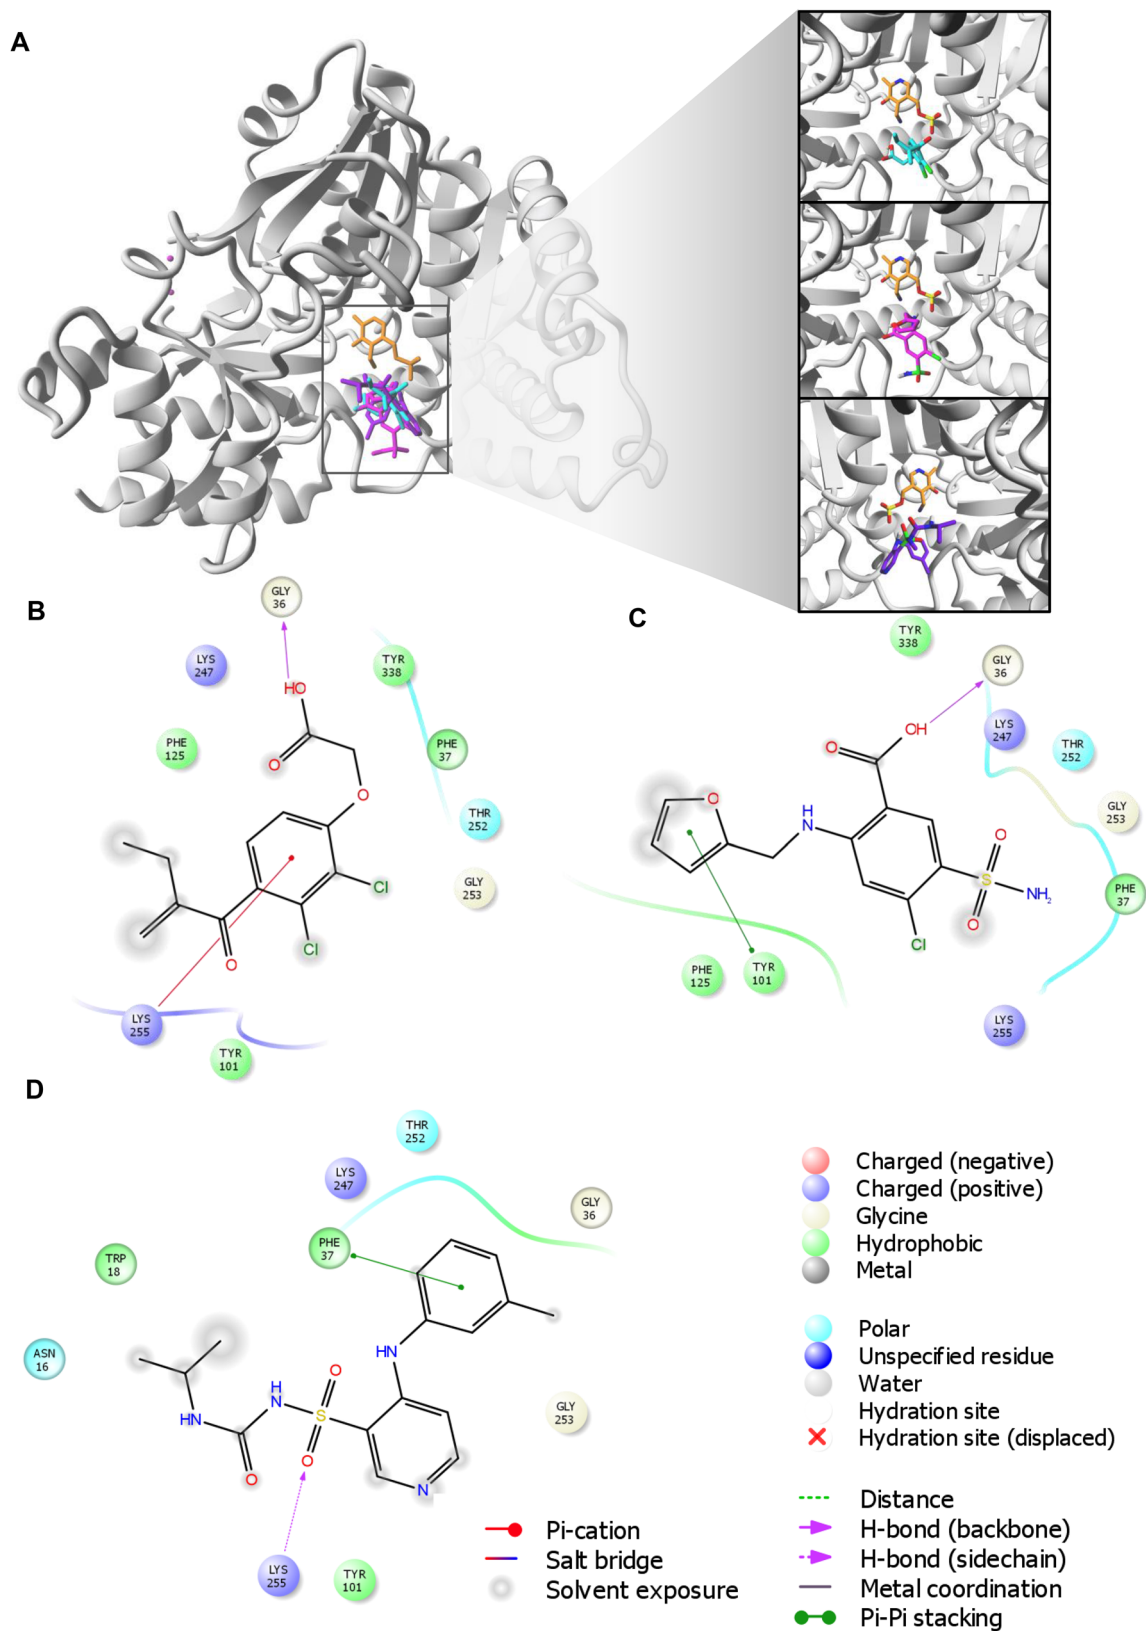 A
B
GLY
36
LYS
247
TYR
338
HO
PHE
125
PHE
37
O
O
THR
252
GLY
253
Cl
Cl
O
LYS
255
TYR
101
C
TYR
338
GLY
36
LYS
247
THR
252
OH
O
GLY
253
O
H
N
O
S
NH2
O
PHE
37
Cl
PHE
125
TYR
101
LYS
255
D
THR
252
LYS
247
GLY
36
PHE
37
TRP
18
ASN
16
HN
O
H
N
S
HN
O
O
N
GLY
253
LYS
255
TYR
101
Pi-cation
Salt bridge
Solvent exposure
Charged (negative)
Charged (positive)
Glycine
Hydrophobic
Metal
Polar
Unspecified residue
Water
Hydration site
Hydration site (displaced)
Distance
H-bond (backbone)
H-bond (sidechain)
Metal coordination
Pi-Pi stacking